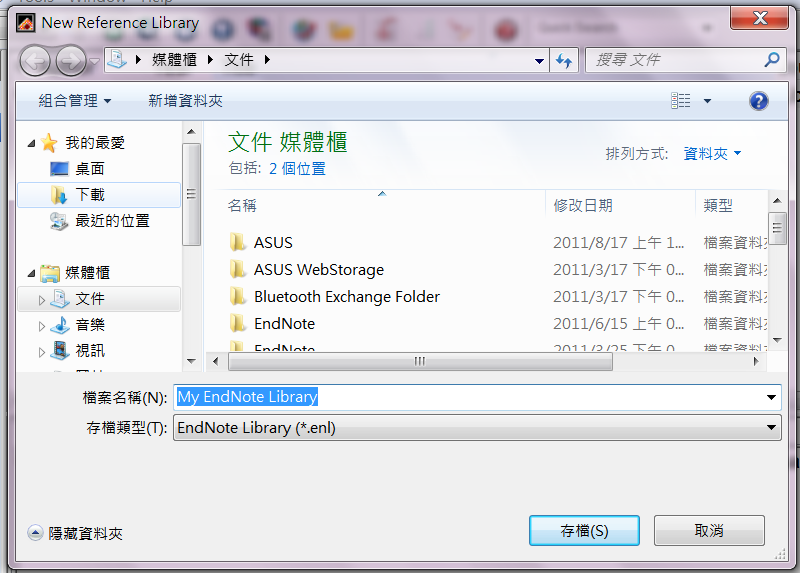 Tools Window Help
New Reference Library
Quick Search
媒體櫃 文件
搜尋 文件
組合管理 新增資料夾
我的最愛
桌面
下載
最近的位置
媒體櫃
文件
音樂
視訊
文件 媒體櫃
包括: 2 個位置
排列方式: 資料夾
名稱 修改日期 類型
ASUS 2011/8/17 上午 1... 檔案資料夾
ASUS WebStorage 2011/3/17 下午 0... 檔案資料夾
Bluetooth Exchange Folder 2011/3/17 下午 0... 檔案資料夾
EndNote 2011/6/15 上午 0... 檔案資料夾
EndNote 2011/3/25 下午 0... 檔案資料夾
檔案名稱(N): My EndNote Library
存檔類型(T): EndNote Library (*.enl)
隱藏資料夾
存檔(S) 取消